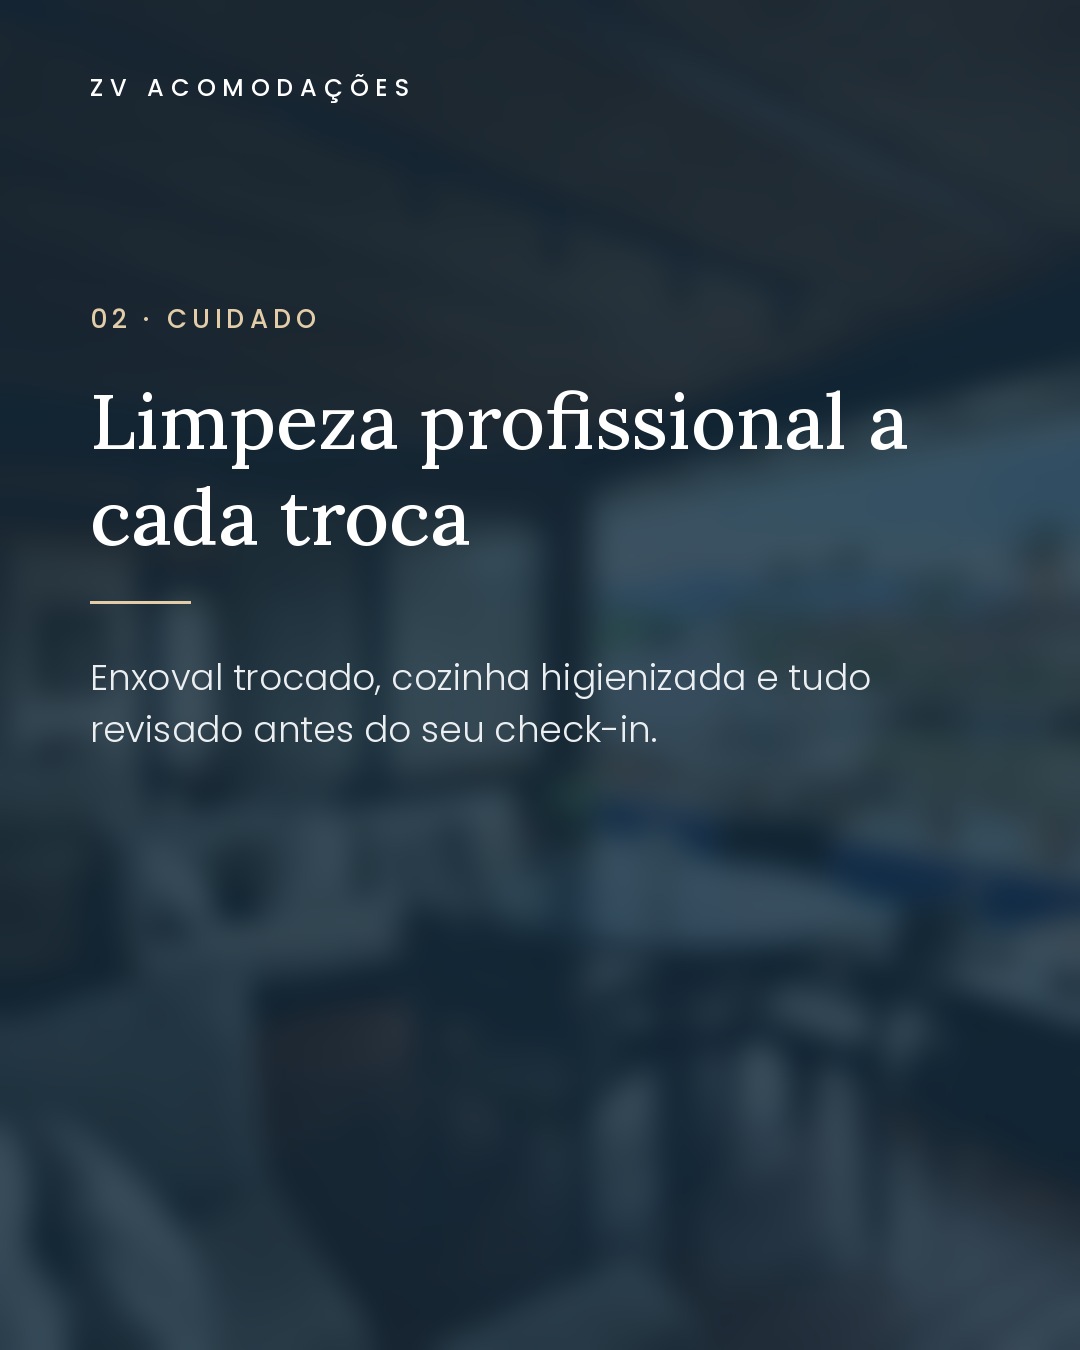 ZV ACOMODAÇÕES
02 · CUIDADO
Limpeza profissional a
cada troca
Enxoval trocado, cozinha higienizada e tudo
revisado antes do seu check-in.